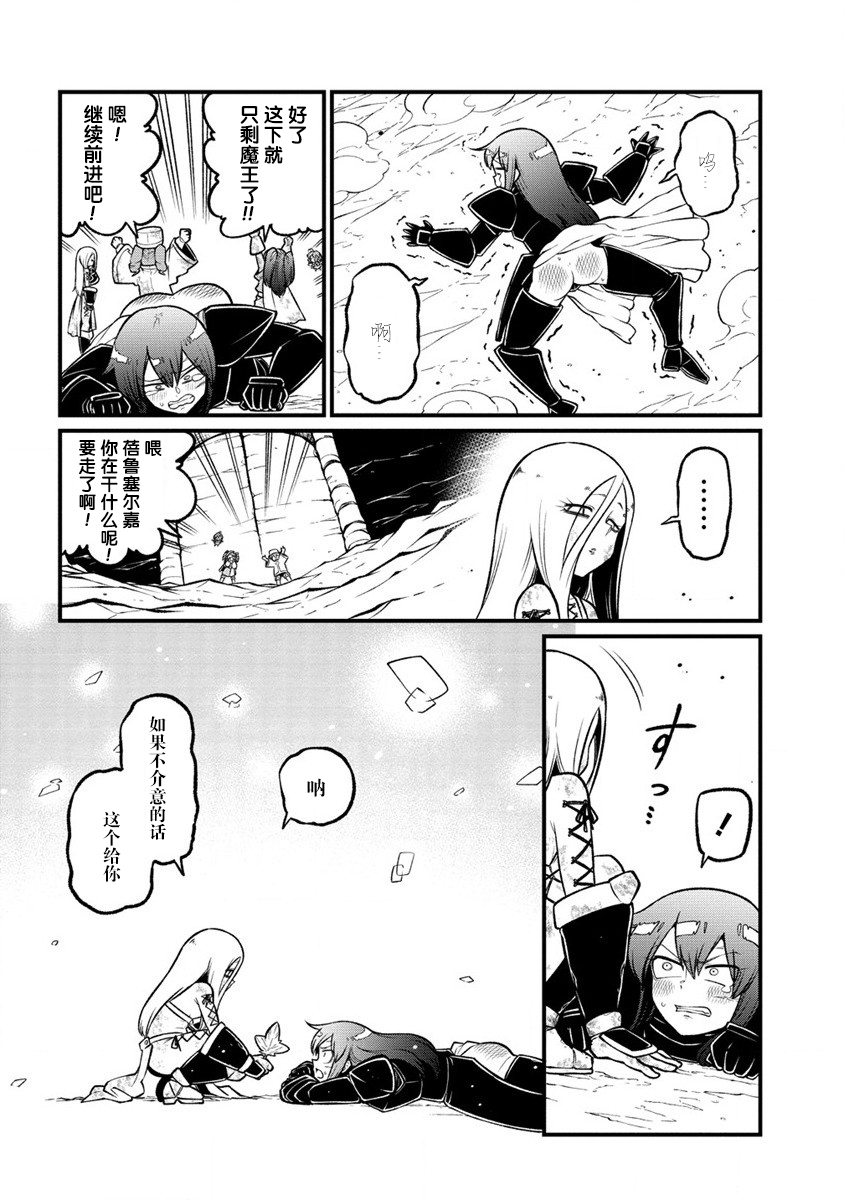 呜…
啊…
好了
这下就
只剩魔王了!!
嗯!
继续前进吧!
……
喂
蓓鲁塞尔嘉
你在干什么呢!
要走了啊!
すっ…
!
呐
如果不介意的话
这个给你